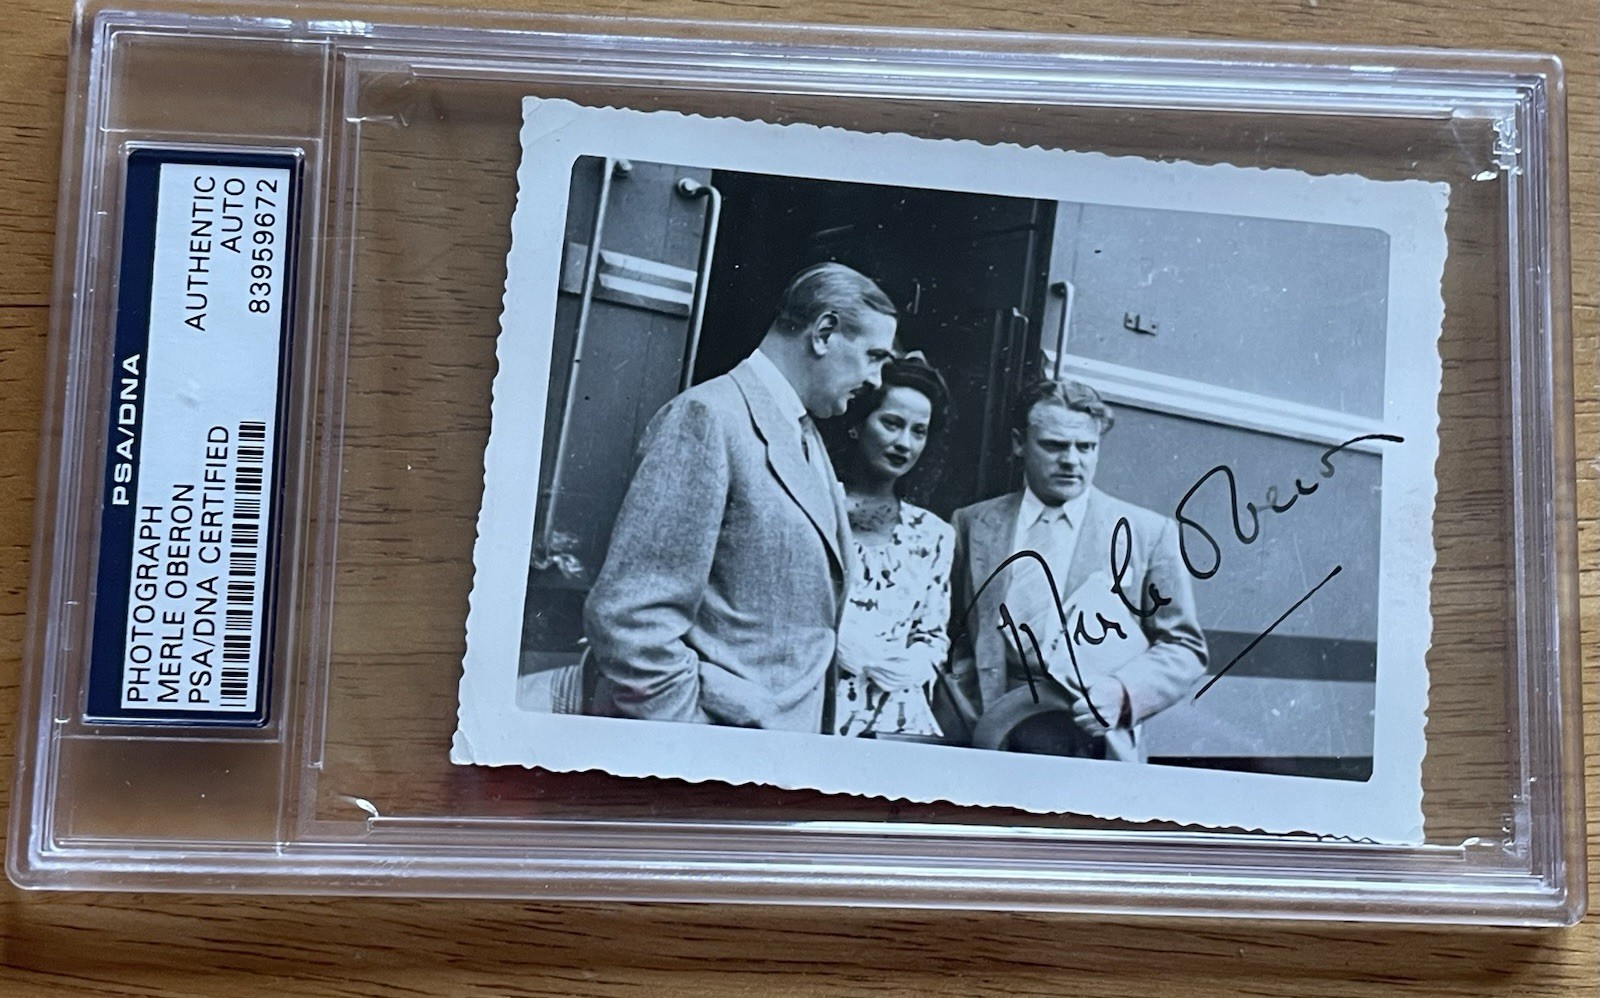 PSA/DNA
PHOTOGRAPH
AUTHENTIC
MERLE OBERON
AUTO
PSA/DNA CERTIFIED
83959672
Merle Oberon